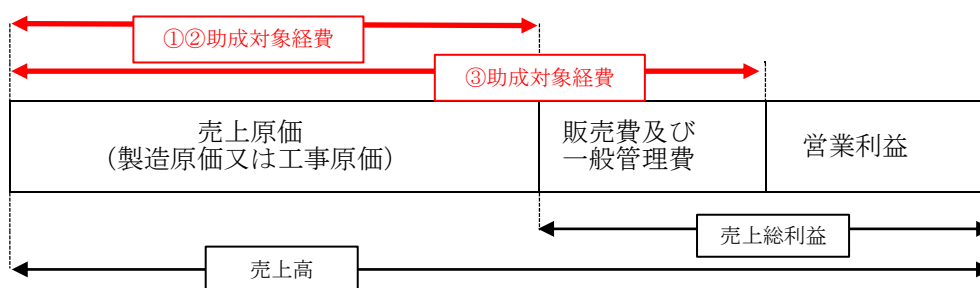 ①②助成対象経費
③助成対象経費
売上原価
（製造原価又は工事原価）
販売費及び
一般管理費
営業利益
売上総利益
売上高